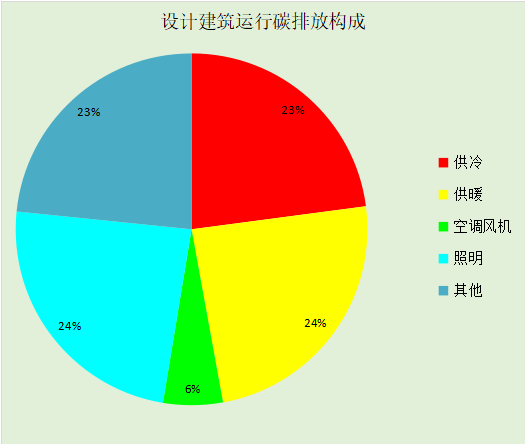 设计建筑运行碳排放构成
23%
23%
供冷
供暖
空调风机
照明
其他
24%
24%
6%